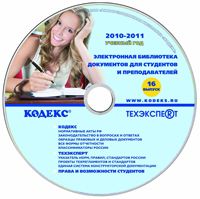 2010-2011
УЧЕБНЫЙ ГОД
ЭЛЕКТРОННАЯ БИБЛИОТЕКА
ДОКУМЕНТОВ ДЛЯ СТУДЕНТОВ
И ПРЕПОДАВАТЕЛЕЙ
16
ВЫПУСК
WWW.KODEKS.RU
КОДЕКС®
ТЕХЭКСПЕРТ
КОДЕКС
НОРМАТИВНЫЕ АКТЫ РФ
ЗАКОНОДАТЕЛЬСТВО В ВОПРОСАХ И ОТВЕТАХ
ОБРАЗЦЫ ПРАВОВЫХ И ДЕЛОВЫХ ДОКУМЕНТОВ
ВСЕ ФОРМЫ ОТЧЕТНОСТИ
КЛАССИФИКАТОРЫ РОССИИ
ТЕХЭКСПЕРТ
УКАЗАТЕЛЬ НОРМ, ПРАВИЛ, СТАНДАРТОВ РОССИИ
ПРОЕКТЫ ТЕХРЕГЛАМЕНТОВ И СТАНДАРТОВ
ЕДИНАЯ СИСТЕМА КОНСТРУКТОРСКОЙ ДОКУМЕНТАЦИИ
ПРАВА И ВОЗМОЖНОСТИ СТУДЕНТОВ